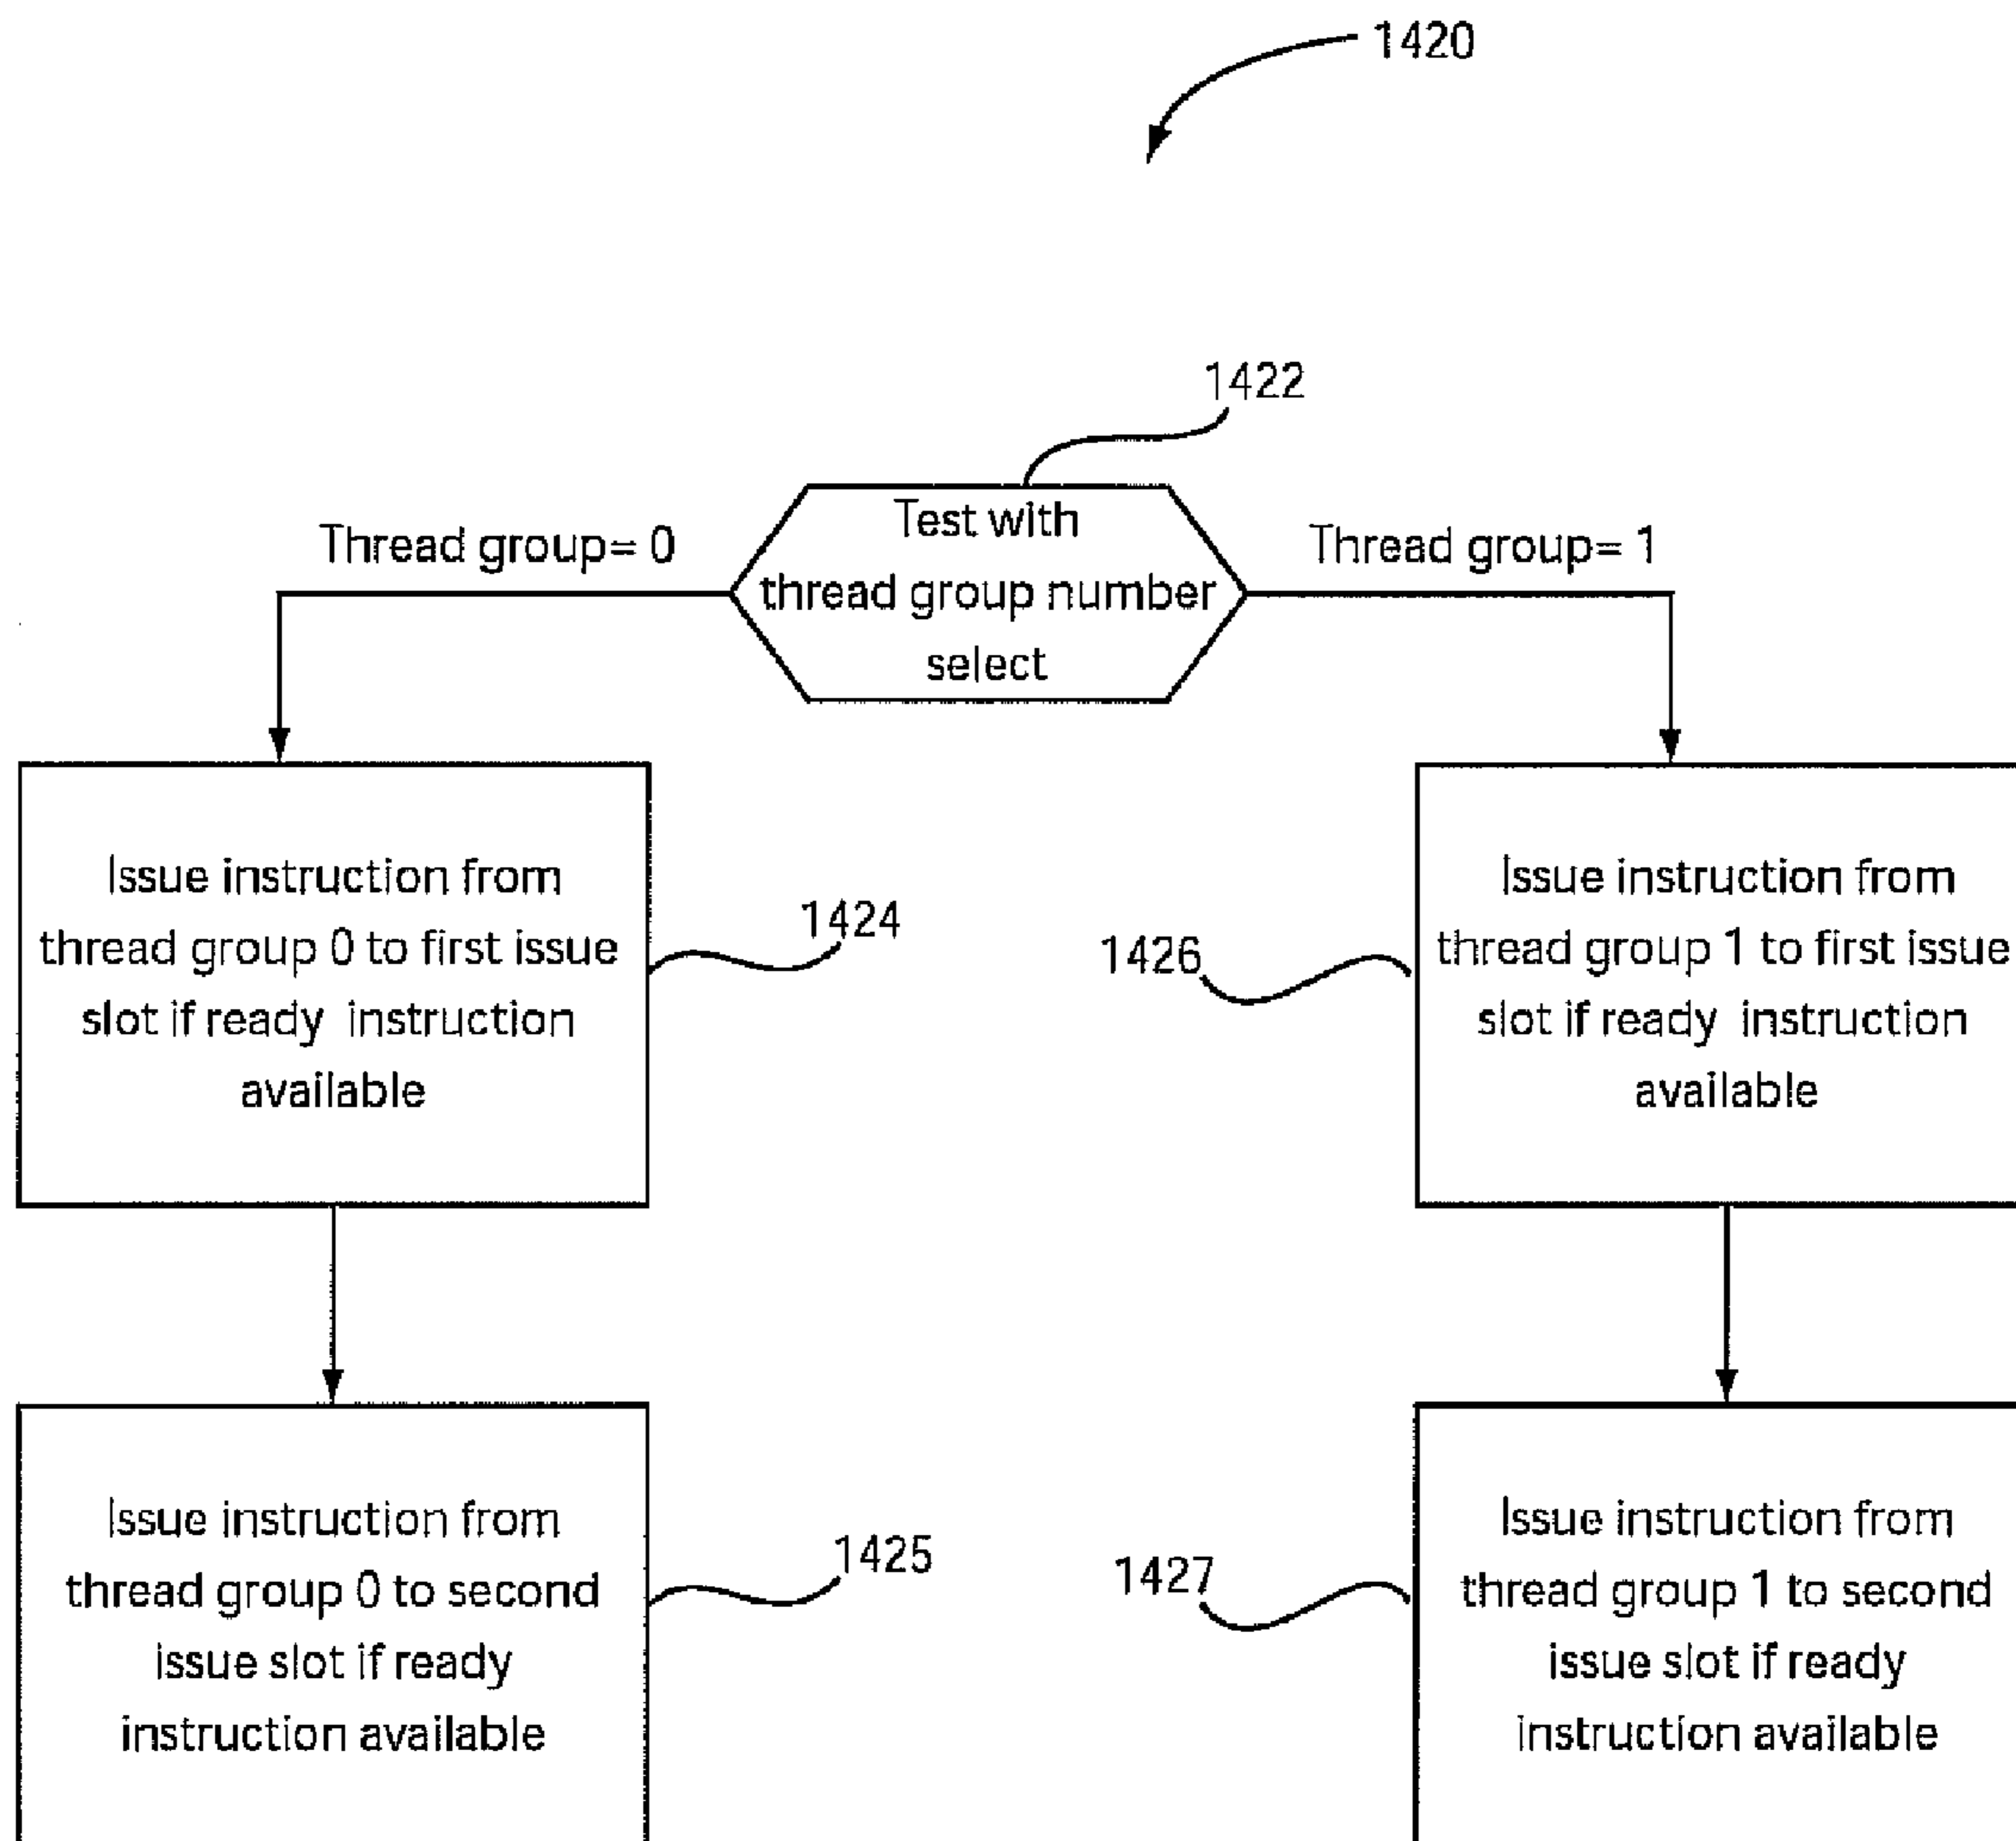 1420
1422
Test with
thread group number
select
Thread group= 0
Thread group= 1
Issue instruction from
thread group 0 to first issue
slot if ready instruction
available
1424
1426
Issue instruction from
thread group 1 to first issue
slot if ready instruction
available
Issue instruction from
thread group 0 to second
issue slot if ready
instruction available
1425
1427
Issue instruction from
thread group 1 to second
issue slot if ready
instruction available